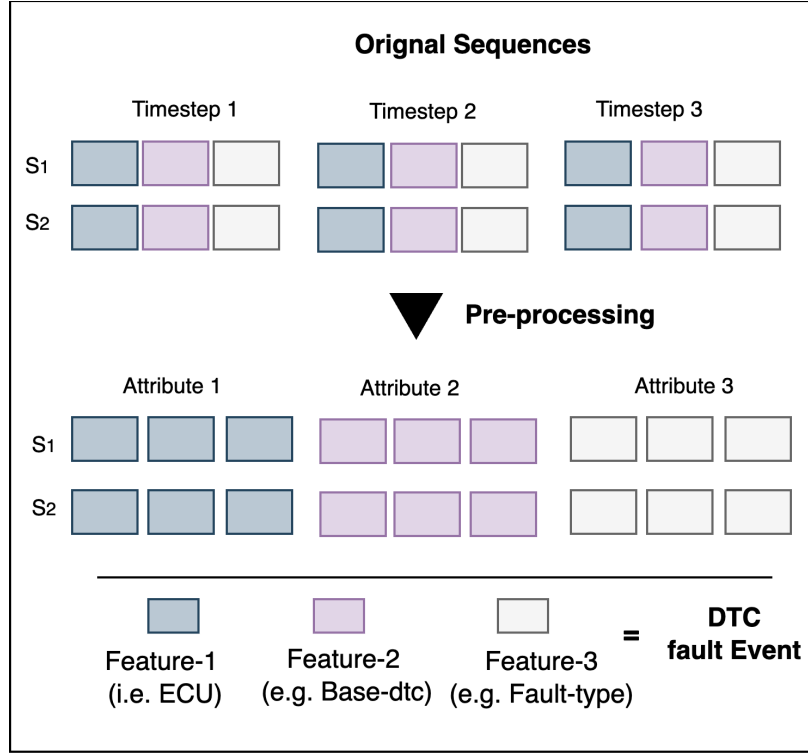 Orignal Sequences
Timestep 1 Timestep 2 Timestep 3
S1
S2
Pre-processing
Attribute 1 Attribute 2 Attribute 3
S1
S2
Feature-1 Feature-2 Feature-3 = DTC
(i.e. ECU) (e.g. Base-dtc) (e.g. Fault-type) fault Event